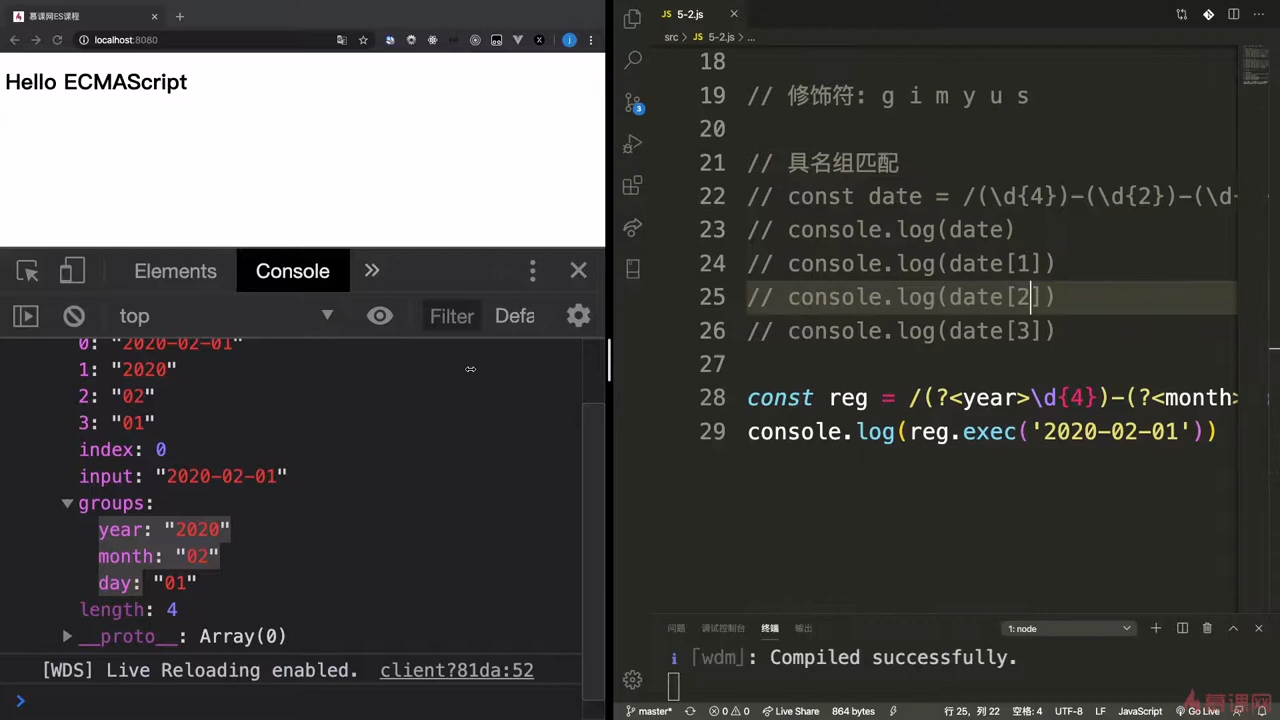 慕课网ES课程
localhost:8080
Hello ECMAScript
Elements
Console
top
Filter
Defa
0: "2020-02-01"
1: "2020"
2: "02"
3: "01"
index: 0
input: "2020-02-01"
groups:
year: "2020"
month: "02"
day: "01"
length: 4
__proto__: Array(0)
[WDS] Live Reloading enabled. client?81da:52
JS 5-2.js
src > JS 5-2.js > ...
18
19 // 修饰符: g i m y u s
20
21 // 具名组匹配
22 // const date = /(\d{4})-(\d{2})-(\d-
23 // console.log(date)
24 // console.log(date[1])
25 // console.log(date[2])
26 // console.log(date[3])
27
28 const reg = /(?<year>\d{4})-(?<month>
29 console.log(reg.exec('2020-02-01'))
3
问题 调试控制台 终端 输出 1: node
i 「wdm」: Compiled successfully.
master* 0 0 Live Share 864 bytes 行 25, 列 22 空格: 4 UTF-8 LF JavaScript Go Live
慕课网